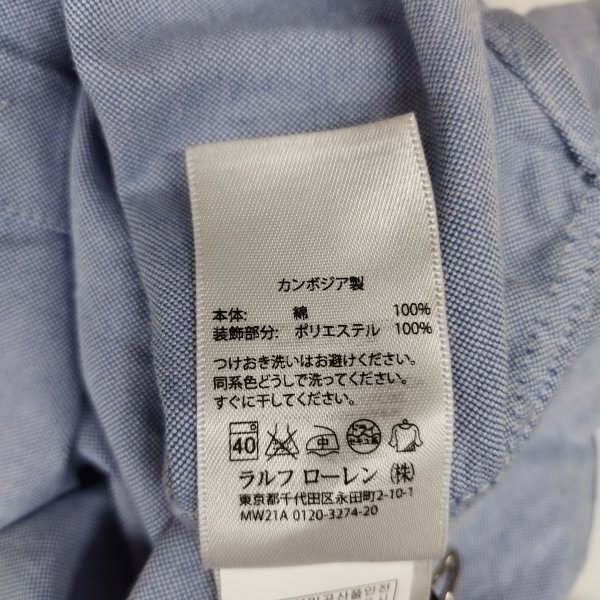 カンボジア製
本体: 綿 100%
装飾部分: ポリエステル 100%
つけおき洗いはお避けください。
同系色どうしで洗ってください。
すぐに干してください。
40 中
ラルフ ローレン (株)
東京都千代田区永田町2-10-1
MW21A 0120-3274-20